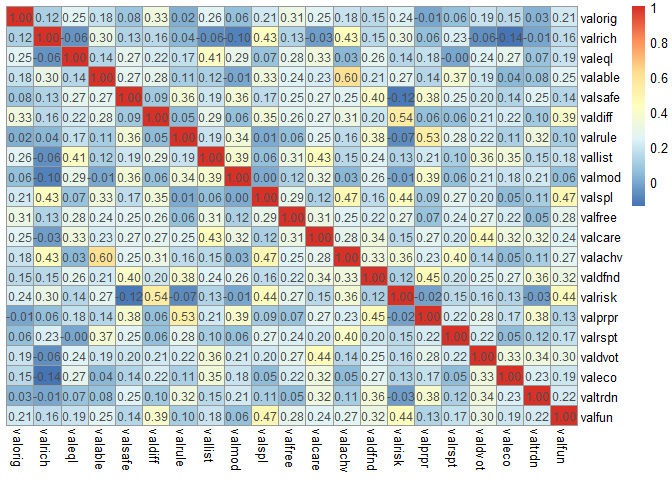 1.00 0.12 0.25 0.18 0.08 0.33 0.02 0.26 0.06 0.21 0.31 0.25 0.18 0.15 0.24 -0.01 0.06 0.19 0.15 0.03 0.21 valorig
0.12 1.00 -0.06 0.30 0.13 0.16 0.04 -0.06 -0.10 0.43 0.13 -0.03 0.43 0.15 0.30 0.06 0.23 -0.06 -0.14 -0.01 0.16 valrich
0.25 -0.06 1.00 0.14 0.27 0.22 0.17 0.41 0.29 0.07 0.28 0.33 0.03 0.26 0.14 0.18 -0.00 0.24 0.27 0.07 0.19 valeql
0.18 0.30 0.14 1.00 0.27 0.28 0.11 0.12 -0.01 0.33 0.24 0.23 0.60 0.21 0.27 0.14 0.37 0.19 0.04 0.08 0.25 valable
0.08 0.13 0.27 0.27 1.00 0.09 0.36 0.19 0.36 0.17 0.25 0.27 0.25 0.40 -0.12 0.38 0.25 0.20 0.14 0.25 0.14 valsafe
0.33 0.16 0.22 0.28 0.09 1.00 0.05 0.29 0.06 0.35 0.26 0.27 0.31 0.20 0.54 0.06 0.06 0.21 0.22 0.10 0.39 valdiff
0.02 0.04 0.17 0.11 0.36 0.05 1.00 0.19 0.34 0.01 0.06 0.25 0.16 0.38 -0.07 0.53 0.28 0.22 0.11 0.32 0.10 valrule
0.26 -0.06 0.41 0.12 0.19 0.29 0.19 1.00 0.39 0.06 0.31 0.43 0.15 0.24 0.13 0.21 0.10 0.36 0.35 0.15 0.18 vallist
0.06 -0.10 0.29 -0.01 0.36 0.06 0.34 0.39 1.00 0.00 0.12 0.32 0.03 0.26 -0.01 0.39 0.06 0.21 0.18 0.21 0.06 valmod
0.21 0.43 0.07 0.33 0.17 0.35 0.01 0.06 0.00 1.00 0.29 0.12 0.47 0.16 0.44 0.09 0.27 0.20 0.05 0.11 0.47 valspl
0.31 0.13 0.28 0.24 0.25 0.26 0.06 0.31 0.12 0.29 1.00 0.31 0.25 0.22 0.27 0.07 0.24 0.27 0.22 0.05 0.28 valfree
0.25 -0.03 0.33 0.23 0.27 0.27 0.25 0.43 0.32 0.12 0.31 1.00 0.28 0.34 0.15 0.27 0.20 0.44 0.32 0.32 0.24 valcare
0.18 0.43 0.03 0.60 0.25 0.31 0.16 0.15 0.03 0.47 0.25 0.28 1.00 0.33 0.36 0.23 0.40 0.14 0.05 0.11 0.27 valachv
0.15 0.15 0.26 0.21 0.40 0.20 0.38 0.24 0.26 0.16 0.22 0.34 0.33 1.00 0.12 0.45 0.20 0.25 0.27 0.36 0.32 valdfnd
0.24 0.30 0.14 0.27 -0.12 0.54 -0.07 0.13 -0.01 0.44 0.27 0.15 0.36 0.12 1.00 -0.02 0.15 0.16 0.13 -0.03 0.44 valrisk
-0.01 0.06 0.18 0.14 0.38 0.06 0.53 0.21 0.39 0.09 0.07 0.27 0.23 0.45 -0.02 1.00 0.22 0.28 0.17 0.38 0.13 valprpr
0.06 0.23 -0.00 0.37 0.25 0.06 0.28 0.10 0.06 0.27 0.24 0.20 0.40 0.20 0.15 0.22 1.00 0.22 0.05 0.12 0.17 valrspt
0.19 -0.06 0.24 0.19 0.20 0.21 0.22 0.36 0.21 0.20 0.27 0.44 0.14 0.25 0.16 0.28 0.22 1.00 0.33 0.34 0.30 valdvot
0.15 -0.14 0.27 0.04 0.14 0.22 0.11 0.35 0.18 0.05 0.22 0.32 0.05 0.27 0.13 0.17 0.05 0.33 1.00 0.23 0.19 valeco
0.03 -0.01 0.07 0.08 0.25 0.10 0.32 0.15 0.21 0.11 0.05 0.32 0.11 0.36 -0.03 0.38 0.12 0.34 0.23 1.00 0.22 valtrdn
0.21 0.16 0.19 0.25 0.14 0.39 0.10 0.18 0.06 0.47 0.28 0.24 0.27 0.32 0.44 0.13 0.17 0.30 0.19 0.22 1.00 valfun
valorig
valrich
valeql
valable
valsafe
valdiff
valrule
vallist
valmod
valspl
valfree
valcare
valachv
valdfnd
valrisk
valprpr
valrspt
valdvot
valeco
valtrdn
valfun
1
0.8
0.6
0.4
0.2
0